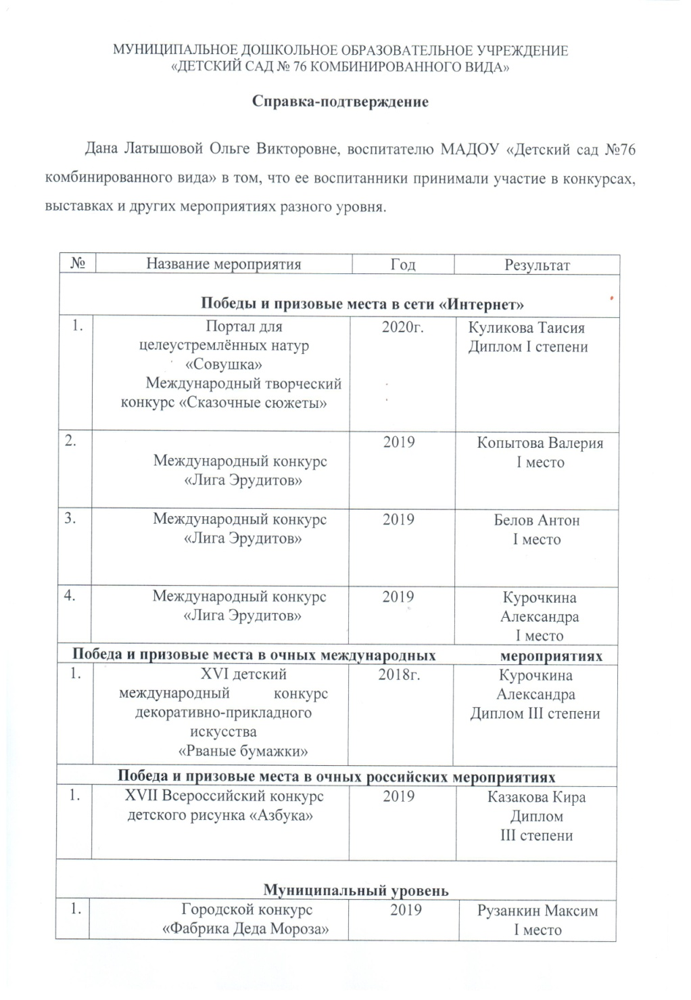 МУНИЦИПАЛЬНОЕ ДОШКОЛЬНОЕ ОБРАЗОВАТЕЛЬНОЕ УЧРЕЖДЕНИЕ
«ДЕТСКИЙ САД № 76 КОМБИНИРОВАННОГО ВИДА»
Справка-подтверждение
Дана Латышовой Ольге Викторовне, воспитателю МАДОУ «Детский сад №76
комбинированного вида» в том, что ее воспитанники принимали участие в конкурсах,
выставках и других мероприятиях разного уровня.
№ Название мероприятия Год Результат
Победы и призовые места в сети «Интернет»
1. Портал для 2020г. Куликова Таисия
целеустремлённых натур Диплом I степени
«Совушка»
Международный творческий
конкурс «Сказочные сюжеты»
2. 2019 Копытова Валерия
Международный конкурс I место
«Лига Эрудитов»
3. Международный конкурс 2019 Белов Антон
«Лига Эрудитов» I место
4. Международный конкурс 2019 Курочкина
«Лига Эрудитов» Александра
I место
Победа и призовые места в очных международных мероприятиях
1. XVI детский 2018г. Курочкина
международный конкурс Александра
декоративно-прикладного Диплом III степени
искусства
«Рваные бумажки»
Победа и призовые места в очных российских мероприятиях
1. XVII Всероссийский конкурс 2019 Казакова Кира
детского рисунка «Азбука» Диплом
III степени
Муниципальный уровень
1. Городской конкурс 2019 Рузанкин Максим
«Фабрика Деда Мороза» I место